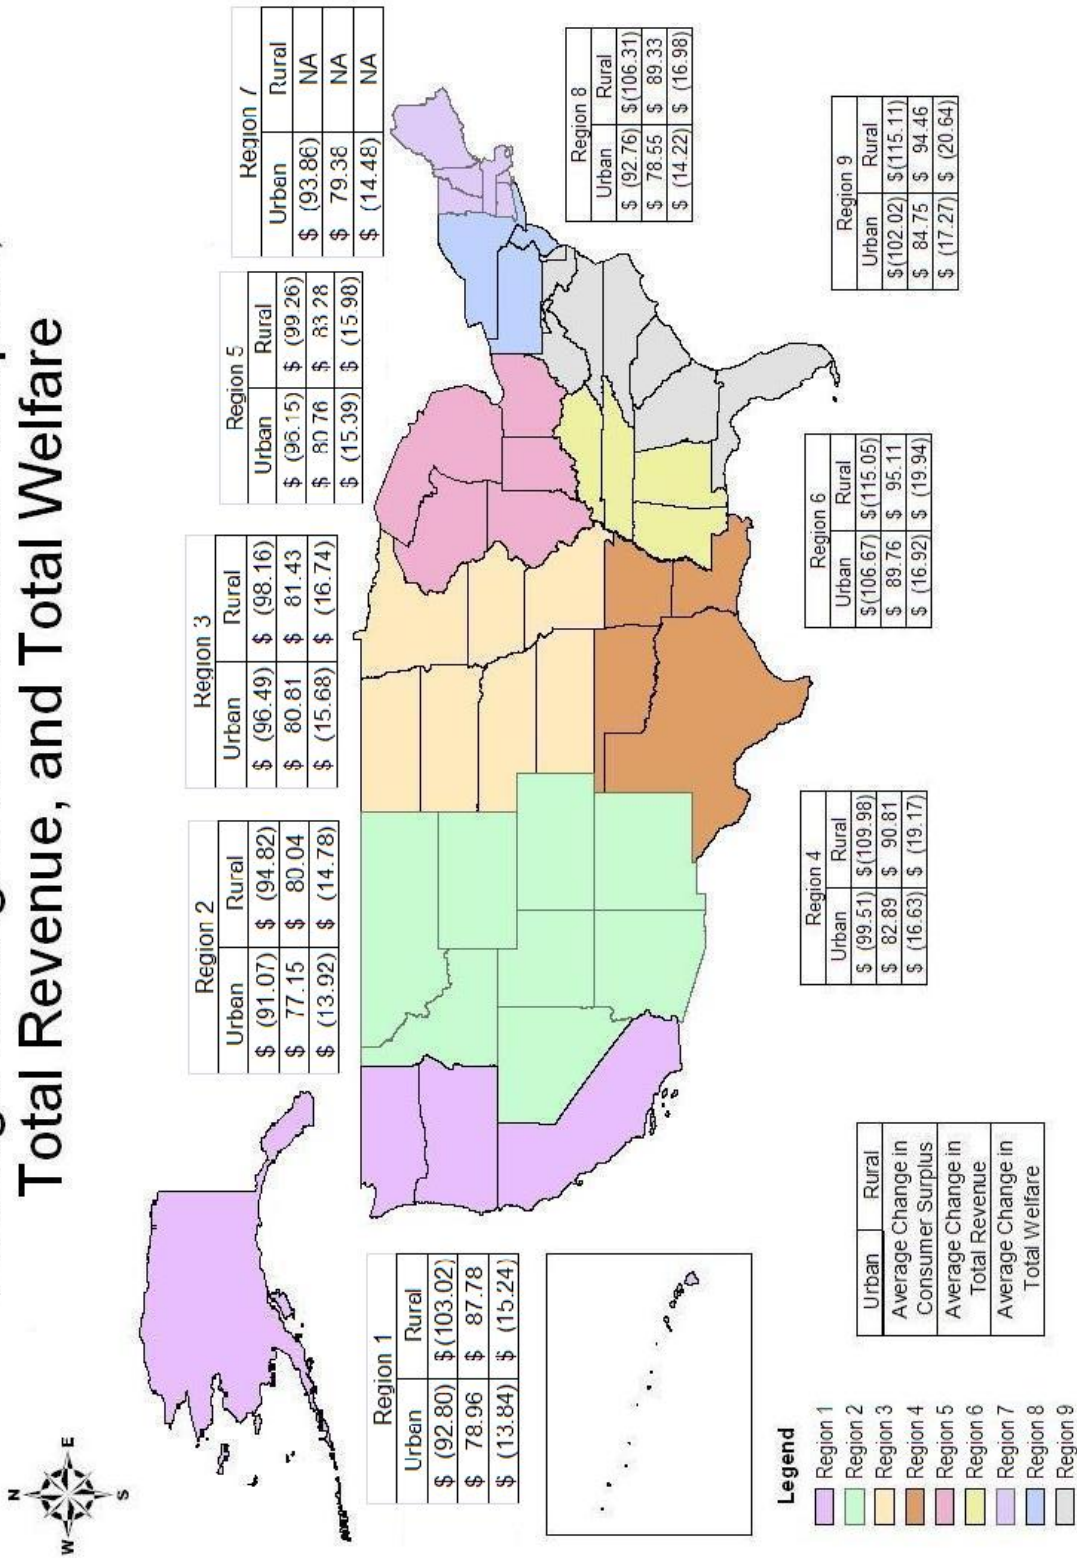 Total Revenue, and Total Welfare
N
W E
S
Region 1
Urban Rural
$ (92.80) $(103.02)
$ 78.96 $ 87.78
$ (13.84) $ (15.24)
Region 2
Urban Rural
$ (91.07) $ (94.82)
$ 77.15 $ 80.04
$ (13.92) $ (14.78)
Region 3
Urban Rural
$ (96.49) $ (98.16)
$ 80.81 $ 81.43
$ (15.68) $ (16.74)
Region 5
Urban Rural
$ (96.15) $ (99.26)
$ 80.76 $ 83.28
$ (15.39) $ (15.98)
Region 7
Urban Rural
$ (93.86) NA
$ 79.38 NA
$ (14.48) NA
Region 8
Urban Rural
$ (92.76) $(106.31)
$ 78.55 $ 89.33
$ (14.22) $ (16.98)
Region 4
Urban Rural
$ (99.51) $(109.98)
$ 82.89 $ 90.81
$ (16.63) $ (19.17)
Region 6
Urban Rural
$(106.67) $(115.05)
$ 89.76 $ 95.11
$ (16.92) $ (19.94)
Region 9
Urban Rural
$(102.02) $(115.11)
$ 84.75 $ 94.46
$ (17.27) $ (20.64)
Legend
Region 1
Region 2
Region 3
Region 4
Region 5
Region 6
Region 7
Region 8
Region 9
Urban Rural
Average Change in
Consumer Surplus
Average Change in
Total Revenue
Average Change in
Total Welfare